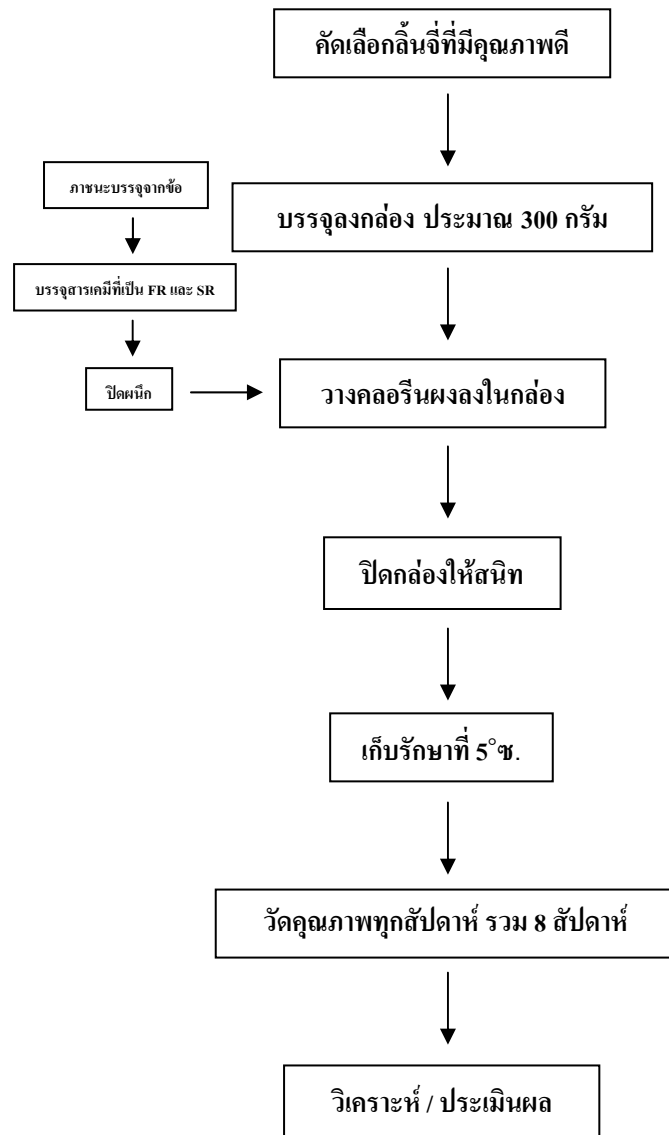 คัดเลือกลิ้นจี่ที่มีคุณภาพดี
ภาชนะบรรจุจากข้อ
บรรจุลงกล่อง ประมาณ 300 กรัม
บรรจุสารเคมีที่เป็น FR และ SR
ปิดผนึก
วางคลอรีนผงลงในกล่อง
ปิดกล่องให้สนิท
เก็บรักษาที่ 5°ซ.
วัดคุณภาพทุกสัปดาห์ รวม 8 สัปดาห์
วิเคราะห์ / ประเมินผล